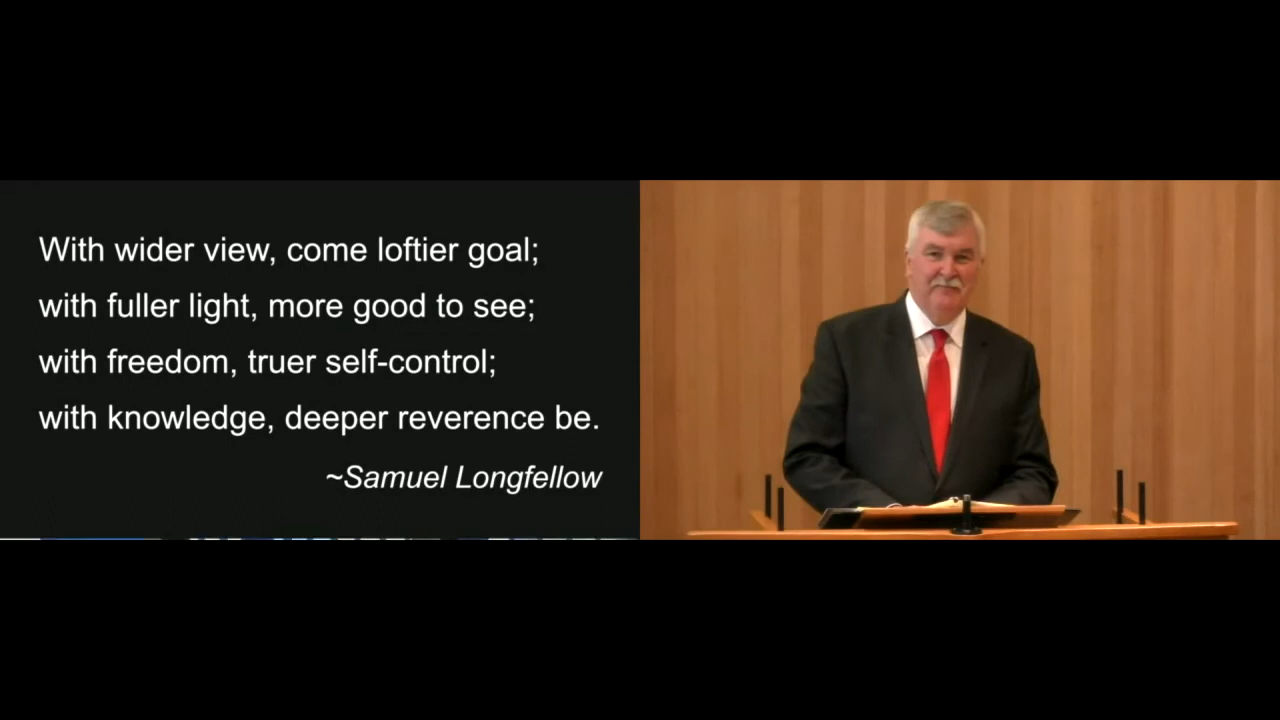 With wider view, come loftier goal;
with fuller light, more good to see;
with freedom, truer self-control;
with knowledge, deeper reverence be.
~Samuel Longfellow